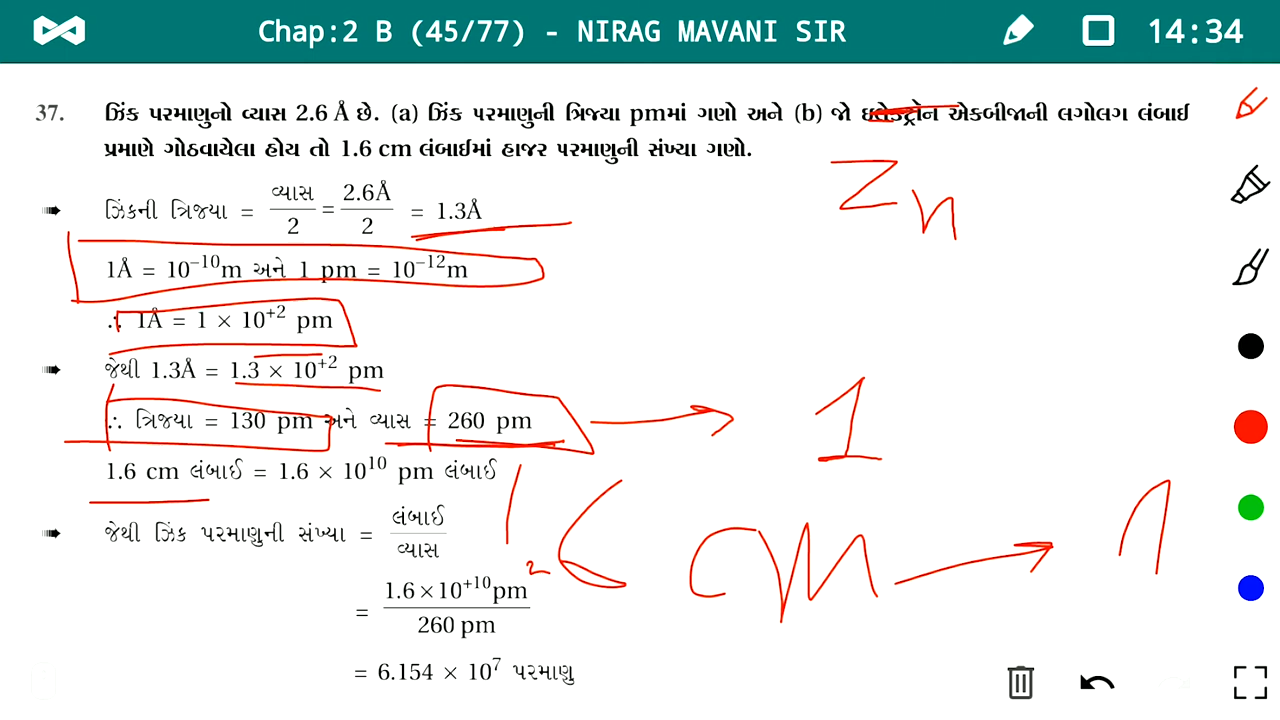 Chap:2 B (45/77) - NIRAG MAVANI SIR
14:34
37. ઝિંક પરમાણુનો વ્યાસ 2.6 Å છે. (a) ઝિંક પરમાણુની ત્રિજ્યા pmમાં ગણો અને (b) જો ઇલેક્ટ્રોન એકબીજાની લગોલગ લંબાઈ
પ્રમાણે ગોઠવાયેલા હોય તો 1.6 cm લંબાઈમાં હાજર પરમાણુની સંખ્યા ગણો.
Zn
➠ ઝિંકની ત્રિજ્યા = વ્યાસ/2 = 2.6Å/2 = 1.3Å
1Å = 10⁻¹⁰m અને 1 pm = 10⁻¹²m
∴ 1Å = 1 × 10⁺² pm
➠ જેથી 1.3Å = 1.3 × 10⁺² pm
∴ ત્રિજ્યા = 130 pm અને વ્યાસ = 260 pm
1
1.6 cm લંબાઈ = 1.6 × 10¹⁰ pm લંબાઈ
➠ જેથી ઝિંક પરમાણુની સંખ્યા = લંબાઈ/વ્યાસ
cm
= 1.6×10⁺¹⁰pm/260 pm
= 6.154 × 10⁷ પરમાણુ